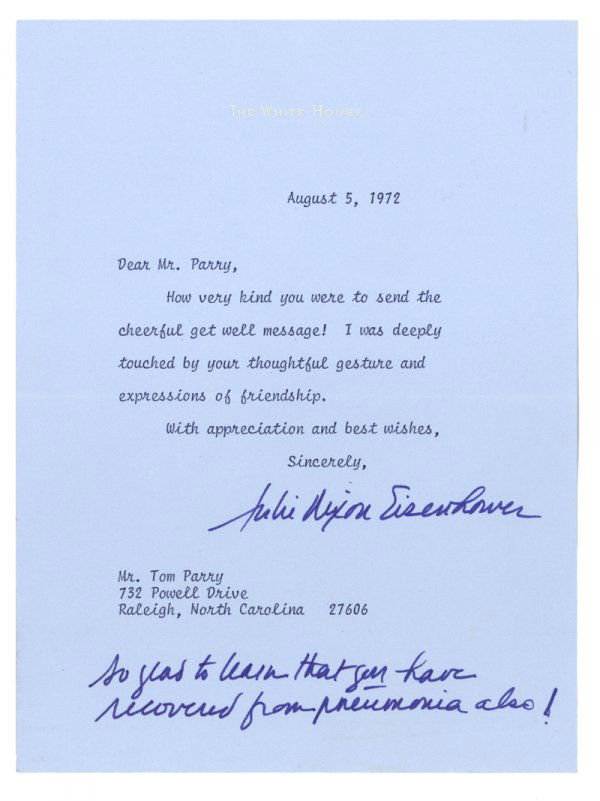 THE WHITE HOUSE
August 5, 1972
Dear Mr. Parry,
How very kind you were to send the
cheerful get well message! I was deeply
touched by your thoughtful gesture and
expressions of friendship.
With appreciation and best wishes,
Sincerely,
Julie Nixon Eisenhower
Mr. Tom Parry
732 Powell Drive
Raleigh, North Carolina 27606
So glad to learn that you have
recovered from pneumonia also!